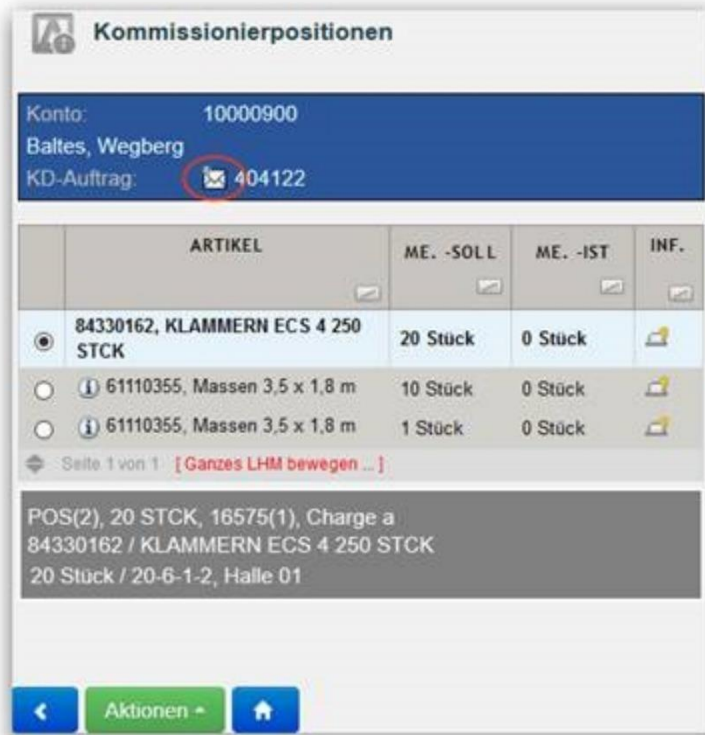 Kommissionierpositionen
Konto: 10000900
Baltes, Wegberg
KD-Auftrag: 404122
ARTIKEL ME. -SOLL ME. -IST INF.
84330162, KLAMMERN ECS 4 250 STCK 20 Stück 0 Stück
61110355, Massen 3,5 x 1,8 m 10 Stück 0 Stück
61110355, Massen 3,5 x 1,8 m 1 Stück 0 Stück
Seite 1 von 1 [ Ganzes LHM bewegen ... ]
POS(2), 20 STCK, 16575(1), Charge a
84330162 / KLAMMERN ECS 4 250 STCK
20 Stück / 20-6-1-2, Halle 01
Aktionen